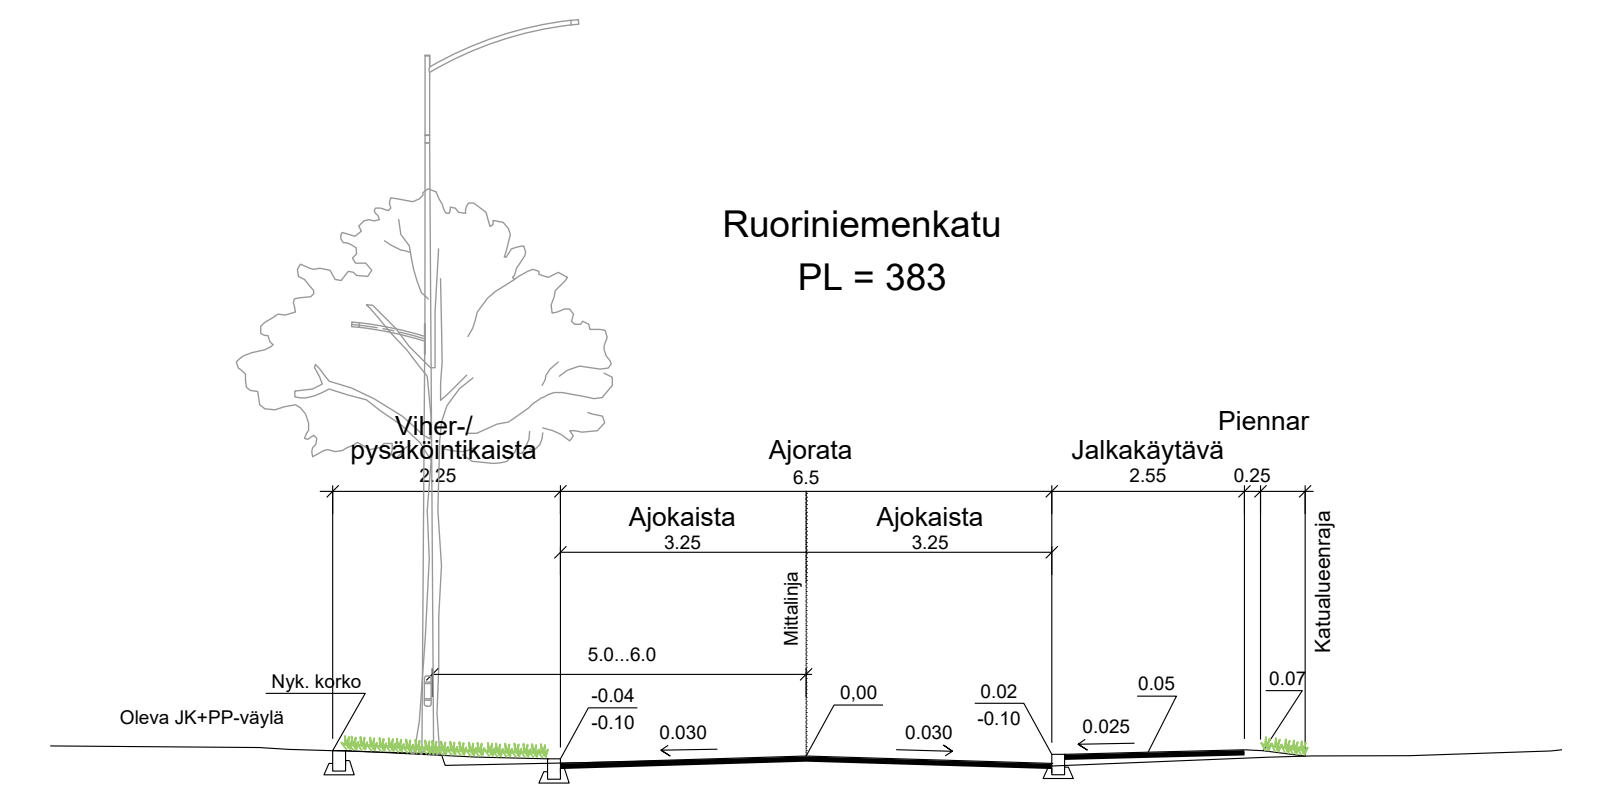 Ruoriniemenkatu
PL = 383
Viher-/
pysäköintikaista
2.25
Ajorata
6.5
Jalkakäytävä
2.55
Piennar
0.25
Ajokaista
3.25
Ajokaista
3.25
Mittalinja
Katualueenraja
5.0...6.0
Nyk. korko
Oleva JK+PP-väylä
-0.04
-0.10
0.030
0,00
0.030
0.02
-0.10
0.025
0.05
0.07